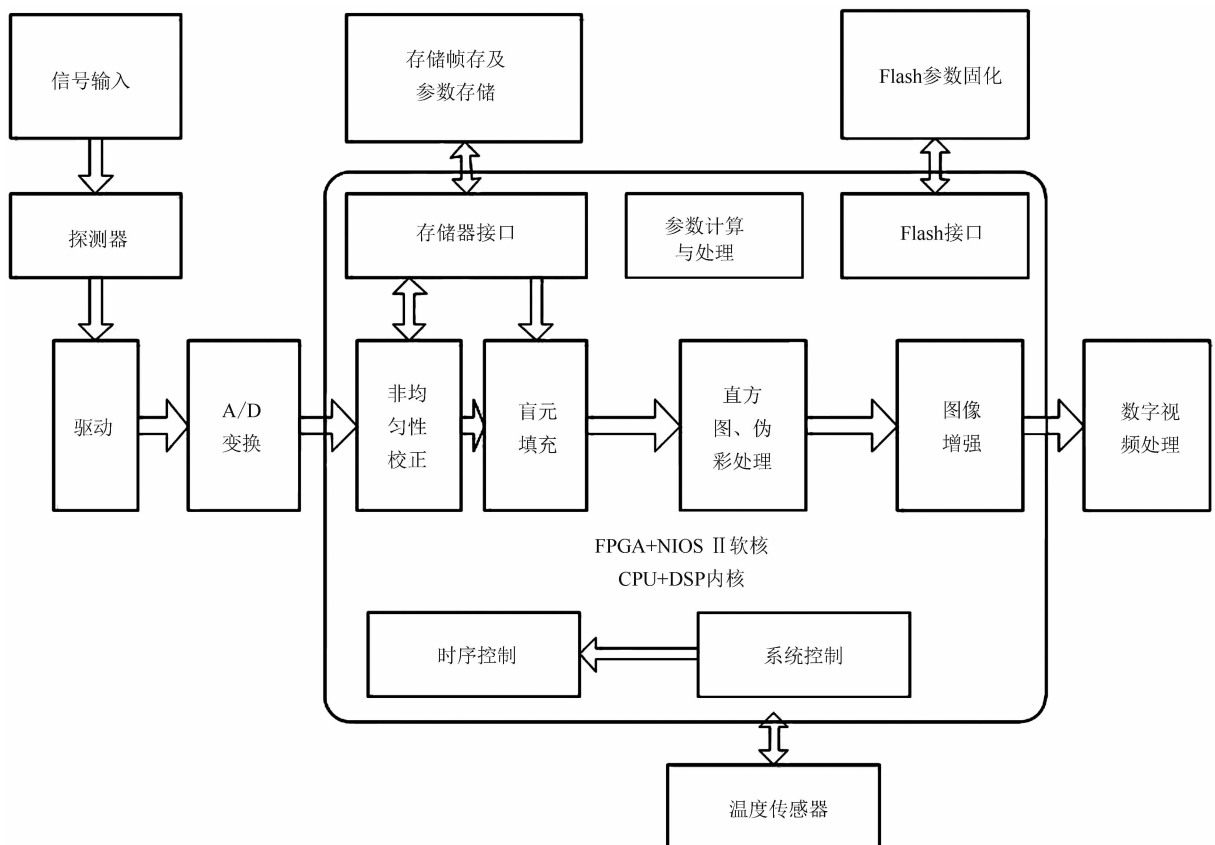 信号输入
存储帧存及
参数存储
Flash参数固化
探测器
存储器接口
参数计算
与处理
Flash接口
驱动
A/D
变换
非均
匀性
校正
盲元
填充
直方
图、伪
彩处理
图像
增强
数字视
频处理
FPGA+NIOS Ⅱ软核
CPU+DSP内核
时序控制
系统控制
温度传感器